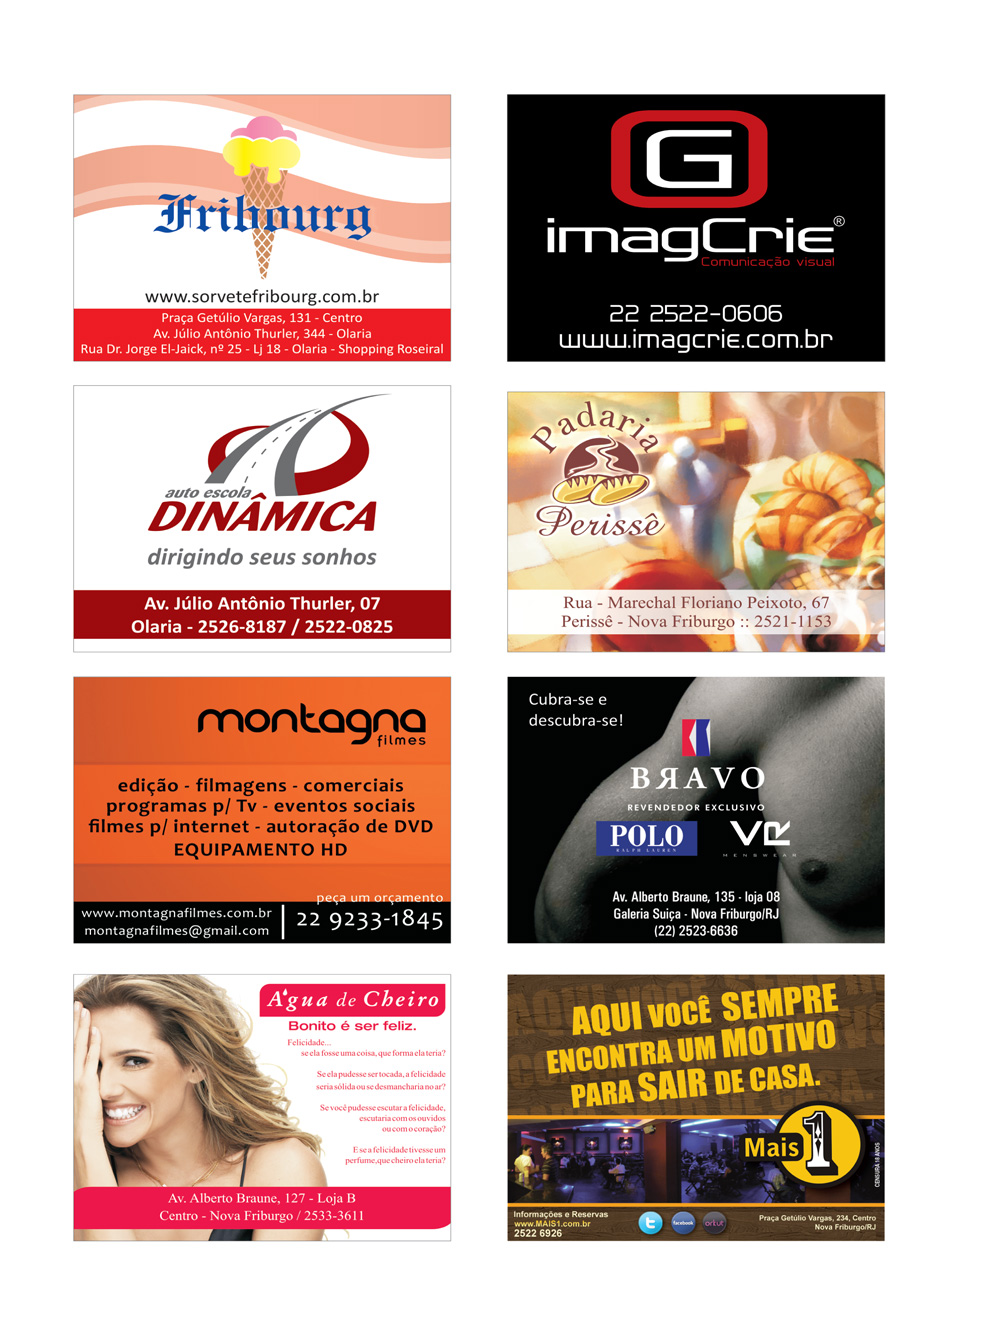 Fribourg
www.sorvetefribourg.com.br
Praça Getúlio Vargas, 131 - Centro
Av. Júlio Antônio Thurler, 344 - Olaria
Rua Dr. Jorge El-Jaick, nº 25 - Lj 18 - Olaria - Shopping Roseiral
G
imagCrie®
Comunicação visual
22 2522-0606
www.imagcrie.com.br
auto escola
DINÂMICA
dirigindo seus sonhos
Av. Júlio Antônio Thurler, 07
Olaria - 2526-8187 / 2522-0825
Padaria
Perissê
Rua - Marechal Floriano Peixoto, 67
Perissê - Nova Friburgo :: 2521-1153
montagna
filmes
edição - filmagens - comerciais
programas p/ Tv - eventos sociais
filmes p/ internet - autoração de DVD
EQUIPAMENTO HD
peça um orçamento
www.montagnafilmes.com.br
montagnafilmes@gmail.com
22 9233-1845
Cubra-se e
descubra-se!
BЯAVO
REVENDEDOR EXCLUSIVO
POLO
RALPH LAUREN
VR
MENSWEAR
Av. Alberto Braune, 135 - loja 08
Galeria Suiça - Nova Friburgo/RJ
(22) 2523-6636
Água de Cheiro
Bonito é ser feliz.
Felicidade...
se ela fosse uma coisa, que forma ela teria?
Se ela pudesse ser tocada, a felicidade
seria sólida ou se desmancharia no ar?
Se você pudesse escutar a felicidade,
escutaria com os ouvidos
ou com o coração?
E se a felicidade tivesse um
perfume, que cheiro ela teria?
Av. Alberto Braune, 127 - Loja B
Centro - Nova Friburgo / 2533-3611
AQUI VOCÊ SEMPRE
ENCONTRA UM MOTIVO
PARA SAIR DE CASA.
Mais 1
CENSURA 18 ANOS
Informações e Reservas
www.MAIS1.com.br
2522 6926
facebook
orkut
Praça Getúlio Vargas, 234, Centro
Nova Friburgo/RJ